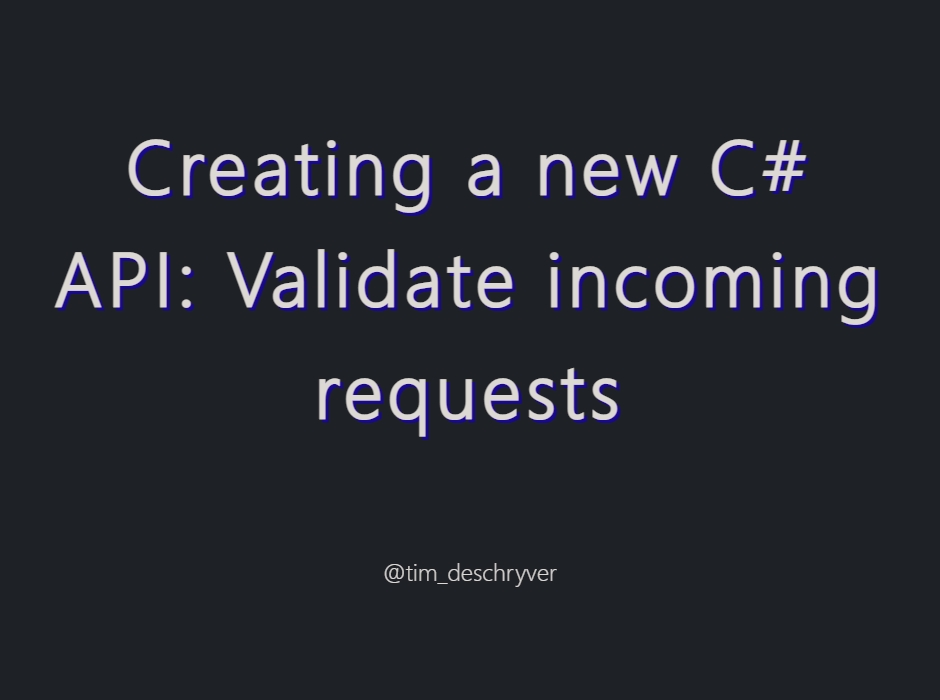 Creating a new C#
API: Validate incoming
requests
@tim_deschryver